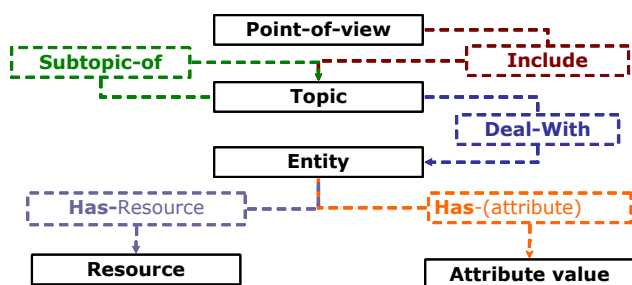 Point-of-view
Subtopic-of
Include
Topic
Deal-With
Entity
Has-Resource
Has-(attribute)
Resource
Attribute value